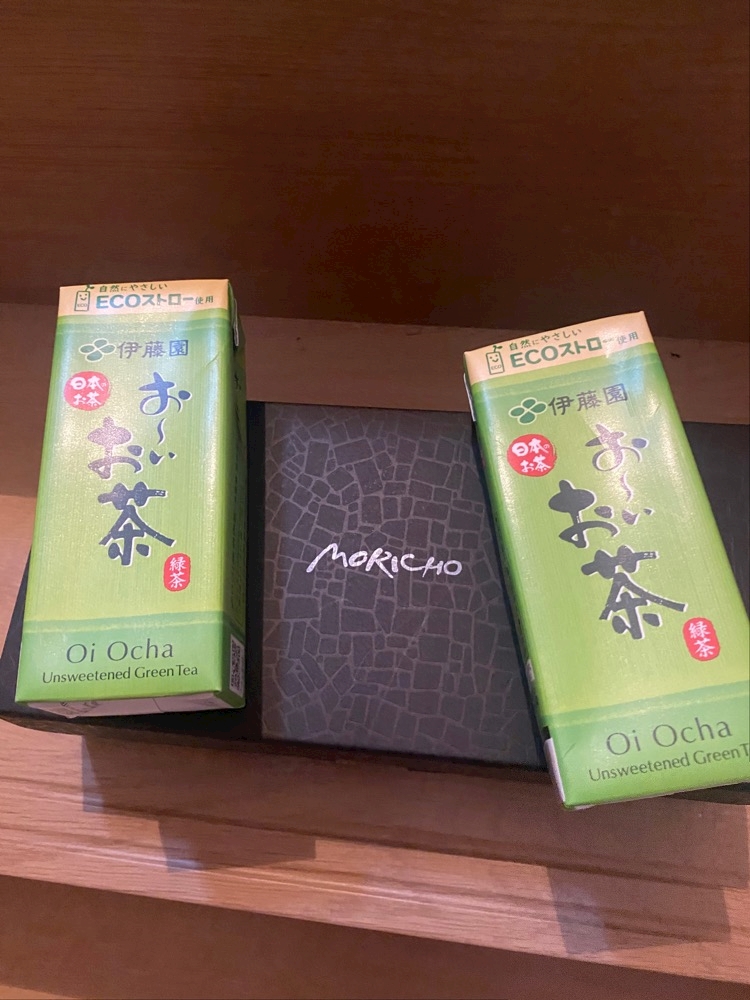 自然にやさしい
ECOストロー使用
ECO
伊藤園
日本の
お茶
お～い
お茶
緑茶
Oi Ocha
Unsweetened Green Tea
MORICHO
自然にやさしい
ECOストロー使用
ECO
伊藤園
日本の
お茶
お～い
お茶
緑茶
Oi Ocha
Unsweetened Green T